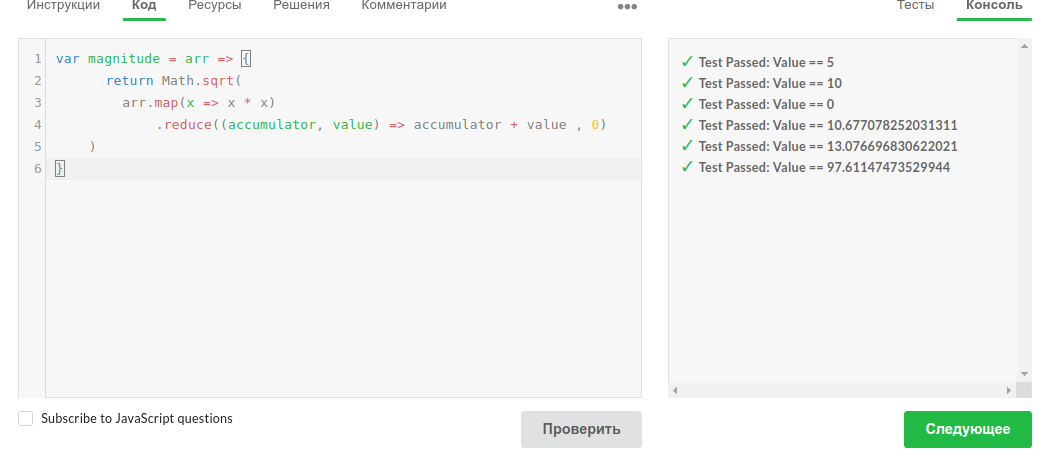 Инструкции Код Ресурсы Решения Комментарии ••• Тесты Консоль
1 var magnitude = arr => {
2 return Math.sqrt(
3 arr.map(x => x * x)
4 .reduce((accumulator, value) => accumulator + value , 0)
5 )
6 }
✓ Test Passed: Value == 5
✓ Test Passed: Value == 10
✓ Test Passed: Value == 0
✓ Test Passed: Value == 10.677078252031311
✓ Test Passed: Value == 13.076696830622021
✓ Test Passed: Value == 97.61147473529944
Subscribe to JavaScript questions
Проверить
Следующее